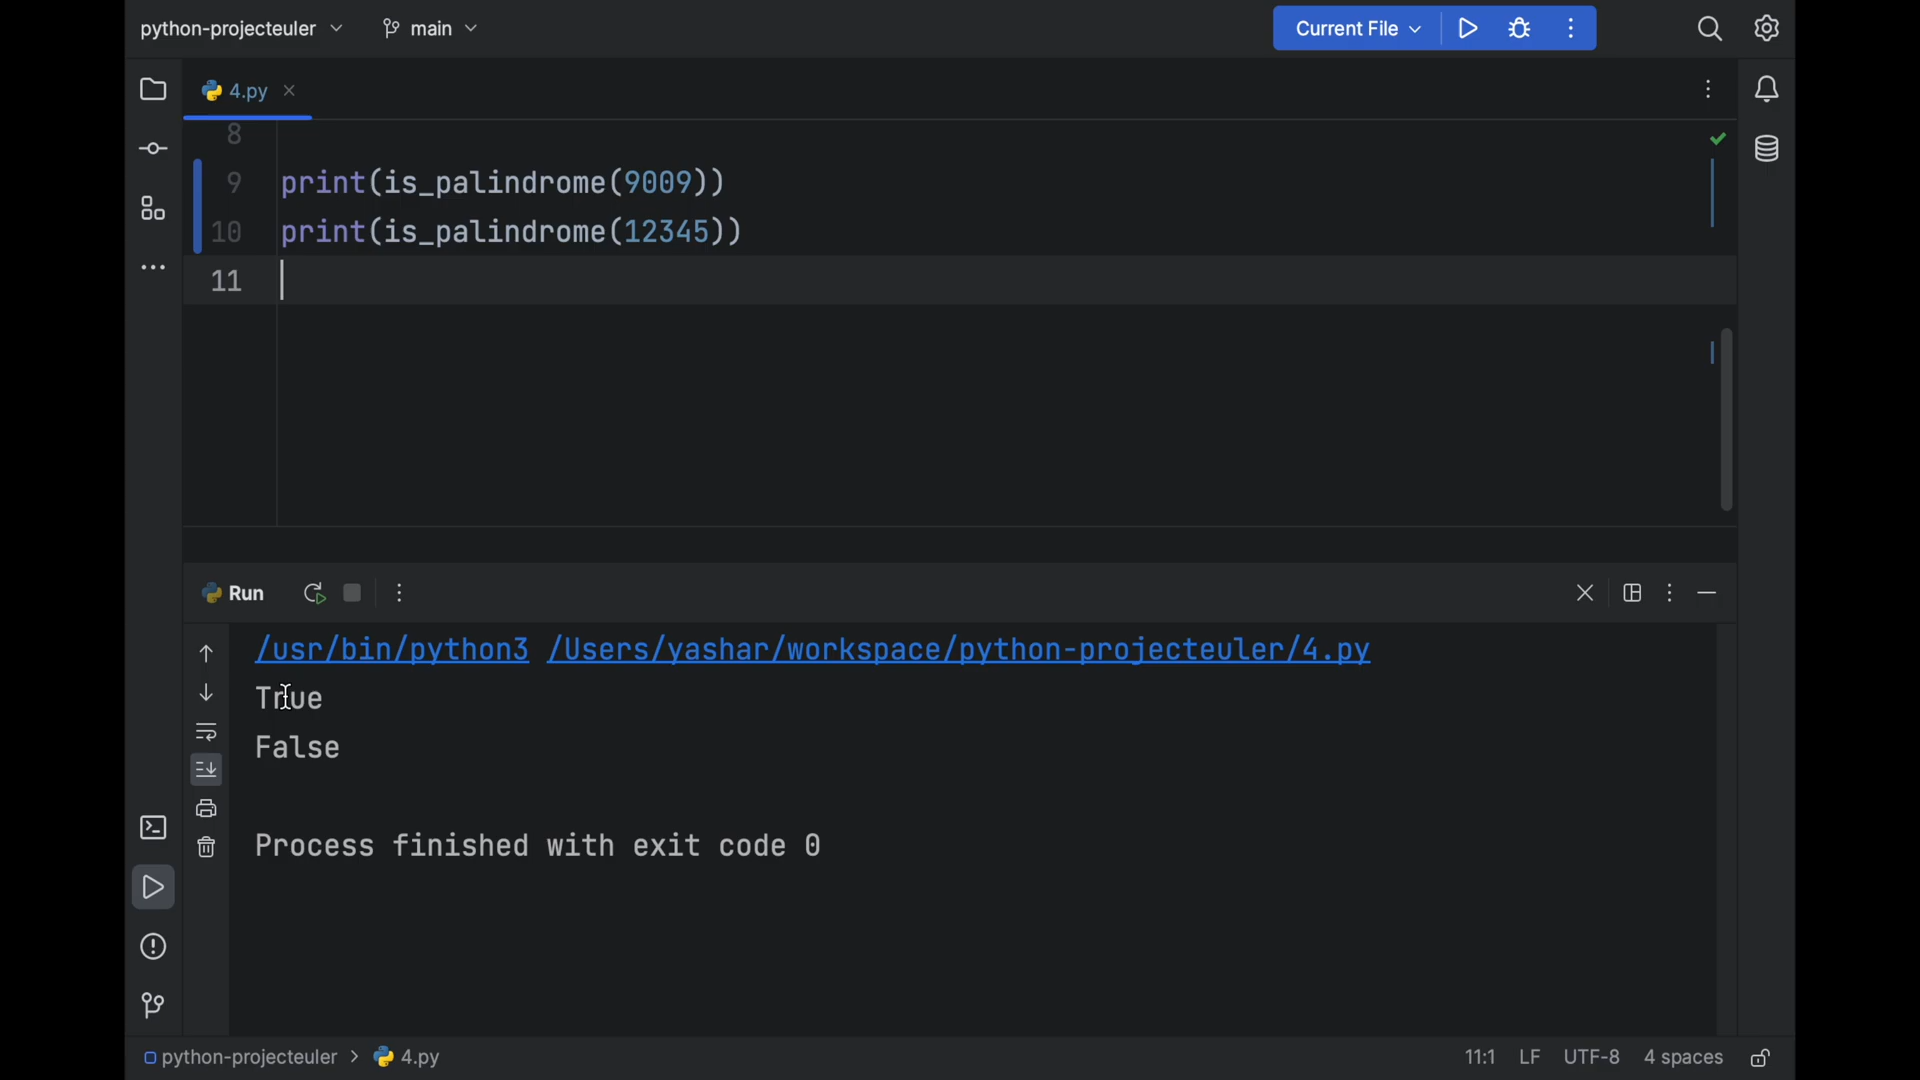 python-projecteuler main Current File
4.py
8
9 print(is_palindrome(9009))
10 print(is_palindrome(12345))
11
Run
/usr/bin/python3 /Users/yashar/workspace/python-projecteuler/4.py
True
False
Process finished with exit code 0
python-projecteuler > 4.py 11:1 LF UTF-8 4 spaces